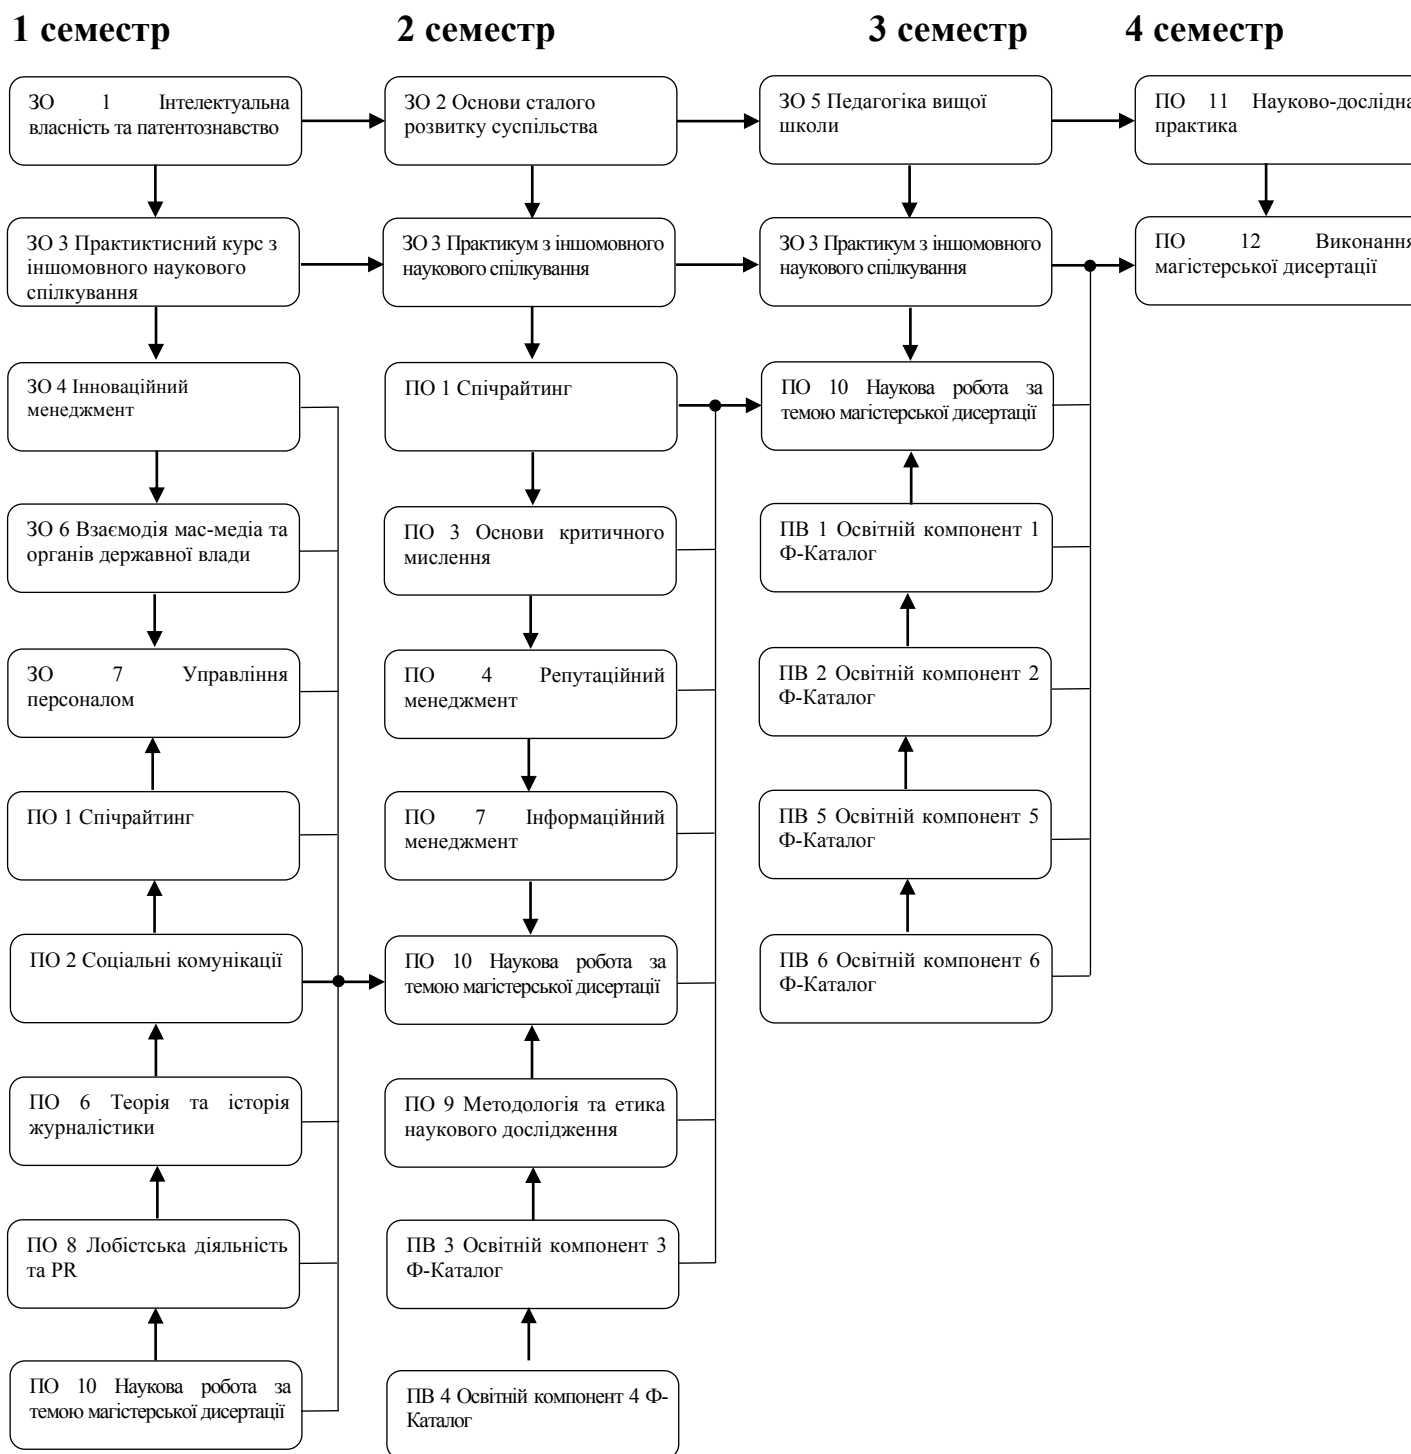 1 семестр
2 семестр
3 семестр
4 семестр
ЗО 1 Інтелектуальна
власність та патентознавство
ЗО 3 Практиктисний курс з
іншомовного наукового
спілкування
ЗО 4 Інноваційний
менеджмент
ЗО 6 Взаємодія мас-медіа та
органів державної влади
ЗО 7 Управління
персоналом
ПО 1 Спічрайтинг
ПО 2 Соціальні комунікації
ПО 6 Теорія та історія
журналістики
ПО 8 Лобістська діяльність
та PR
ПО 10 Наукова робота за
темою магістерської дисертації
ЗО 2 Основи сталого
розвитку суспільства
ЗО 3 Практикум з іншомовного
наукового спілкування
ПО 1 Спічрайтинг
ПО 3 Основи критичного
мислення
ПО 4 Репутаційний
менеджмент
ПО 7 Інформаційний
менеджмент
ПО 10 Наукова робота за
темою магістерської дисертації
ПО 9 Методологія та етика
наукового дослідження
ПВ 3 Освітній компонент 3
Ф-Каталог
ПВ 4 Освітній компонент 4 Ф-
Каталог
ЗО 5 Педагогіка вищої
школи
ЗО 3 Практикум з іншомовного
наукового спілкування
ПО 10 Наукова робота за
темою магістерської дисертації
ПВ 1 Освітній компонент 1
Ф-Каталог
ПВ 2 Освітній компонент 2
Ф-Каталог
ПВ 5 Освітній компонент 5
Ф-Каталог
ПВ 6 Освітній компонент 6
Ф-Каталог
ПО 11 Науково-дослідна
практика
ПО 12 Виконання
магістерської дисертації